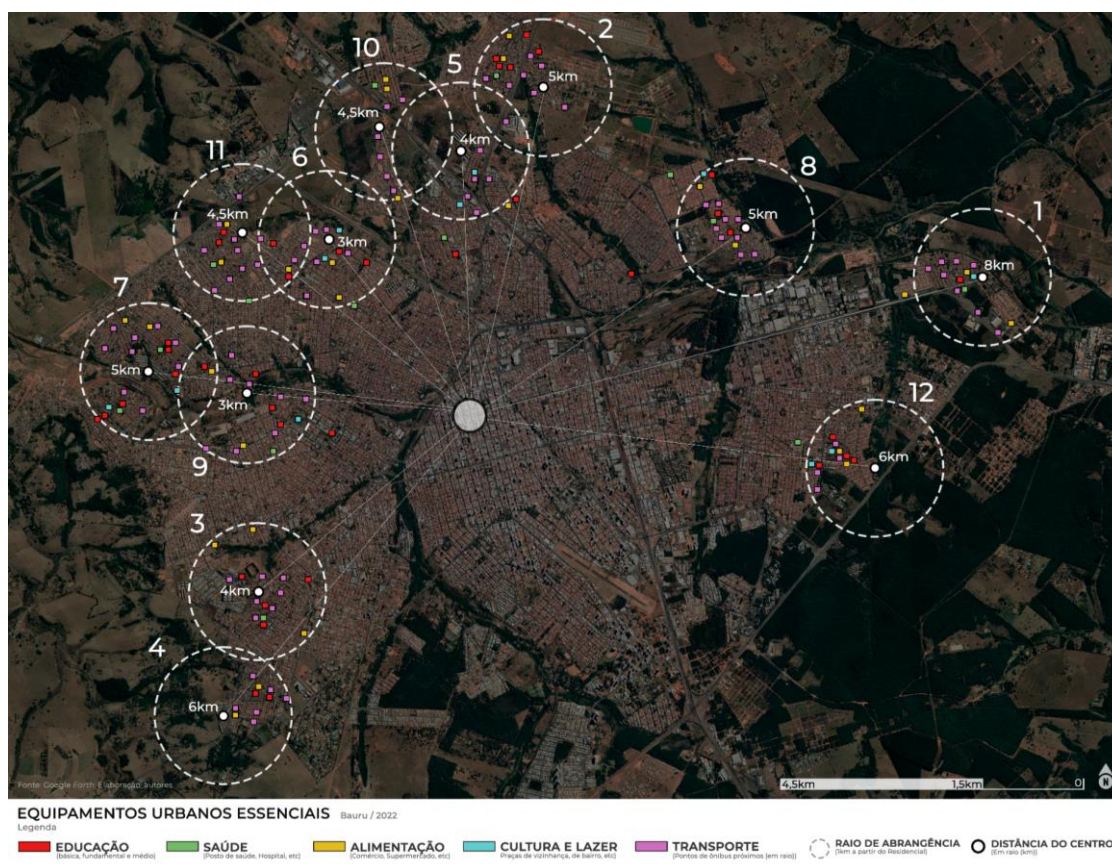 2
10
5
5km
4,5km
4km
8
11
6
1
4,5km
3km
5km
8km
7
5km
3km
12
6km
9
3
4km
4
6km
Fonte: Google Earth. Elaboração: autores
4,5km 1,5km 0
N
EQUIPAMENTOS URBANOS ESSENCIAIS Bauru / 2022
Legenda
EDUCAÇÃO SAÚDE ALIMENTAÇÃO CULTURA E LAZER TRANSPORTE RAIO DE ABRANGÊNCIA DISTÂNCIA DO CENTRO
(básica, fundamental e médio) (Posto de saúde, Hospital, etc) (Comércio, Supermercado, etc) Praças de vizinhança, de bairro, etc) (Pontos de ônibus próximos [em raio]) (1km a partir do Residencial) (Em raio (km))